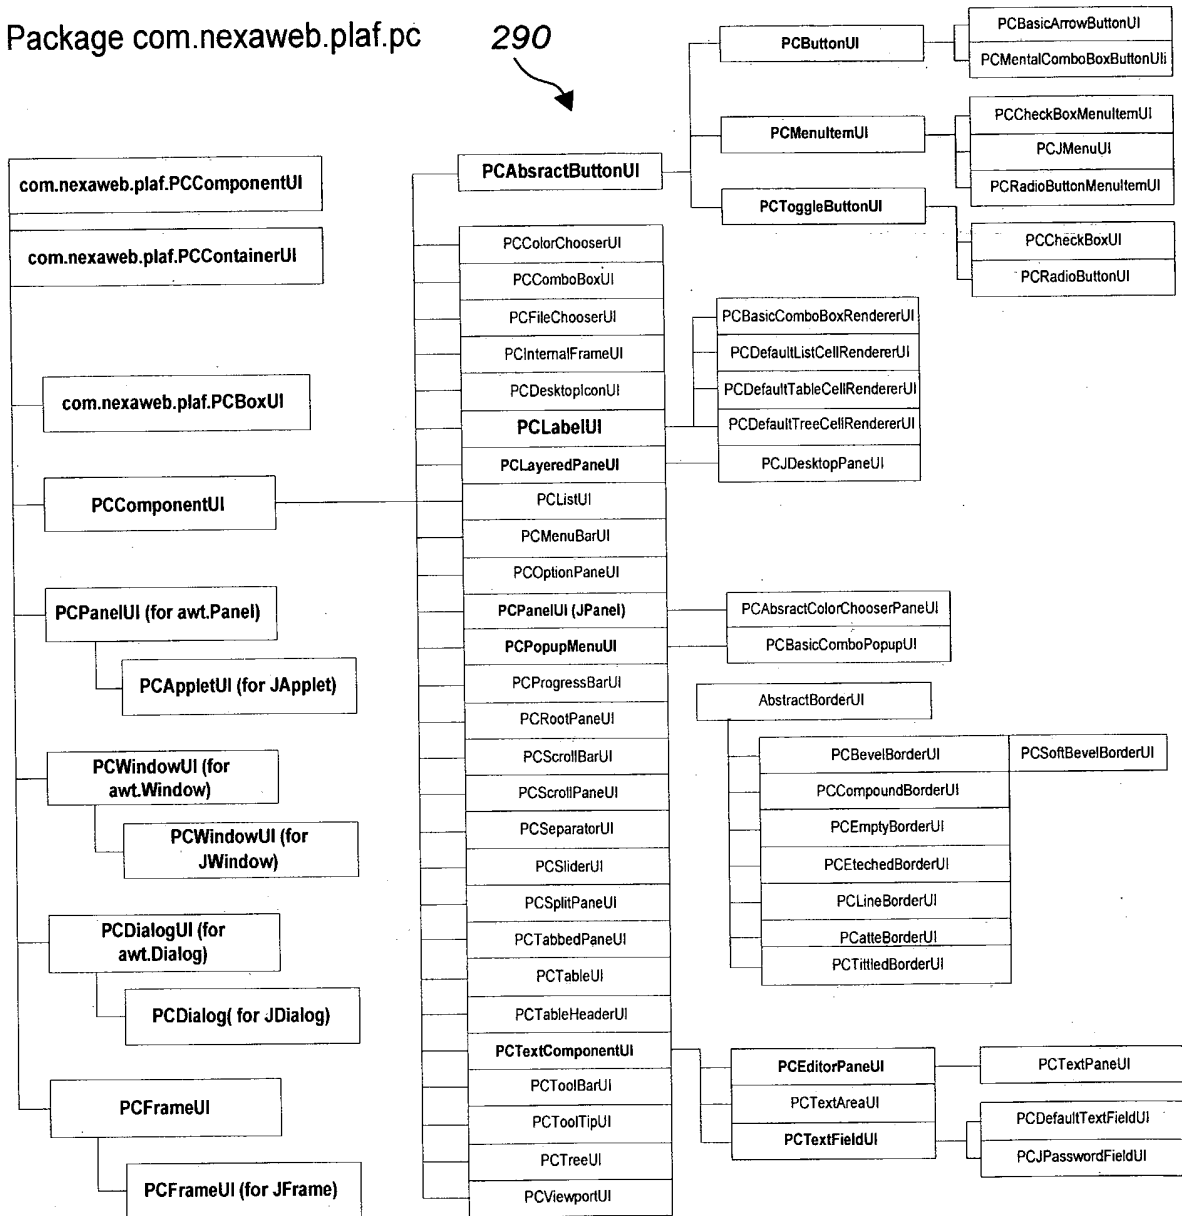 Package com.nexaweb.plaf.pc
290
com.nexaweb.plaf.PCComponentUI
com.nexaweb.plaf.PCContainerUI
com.nexaweb.plaf.PCBoxUI
PCComponentUI
PCPanelUI (for awt.Panel)
PCAppletUI (for JApplet)
PCWindowUI (for
awt.Window)
PCWindowUI (for
JWindow)
PCDialogUI (for
awt.Dialog)
PCDialog( for JDialog)
PCFrameUI
PCFrameUI (for JFrame)
PCAbsractButtonUI
PCColorChooserUI
PCComboBoxUI
PCFileChooserUI
PCInternalFrameUI
PCDesktopIconUI
PCLabelUI
PCLayeredPaneUI
PCListUI
PCMenuBarUI
PCOptionPaneUI
PCPanelUI (JPanel)
PCPopupMenuUI
PCProgressBarUI
PCRootPaneUI
PCScrollBarUI
PCScrollPaneUI
PCSeparatorUI
PCSliderUI
PCSplitPaneUI
PCTabbedPaneUI
PCTableUI
PCTableHeaderUI
PCTextComponentUI
PCToolBarUI
PCToolTipUI
PCTreeUI
PCViewportUI
PCButtonUI
PCBasicArrowButtonUI
PCMentalComboBoxButtonUIi
PCMenuItemUI
PCCheckBoxMenuItemUI
PCJMenuUI
PCRadioButtonMenuItemUI
PCToggleButtonUI
PCCheckBoxUI
PCRadioButtonUI
PCBasicComboBoxRendererUI
PCDefaultListCellRendererUI
PCDefaultTableCellRendererUI
PCDefaultTreeCellRendererUI
PCJDesktopPaneUI
PCAbsractColorChooserPaneUI
PCBasicComboPopupUI
AbstractBorderUI
PCBevelBorderUI
PCSoftBevelBorderUI
PCCompoundBorderUI
PCEmptyBorderUI
PCEtechedBorderUI
PCLineBorderUI
PCatteBorderUI
PCTittledBorderUI
PCEditorPaneUI
PCTextPaneUI
PCTextAreaUI
PCTextFieldUI
PCDefaultTextFieldUI
PCJPasswordFieldUI